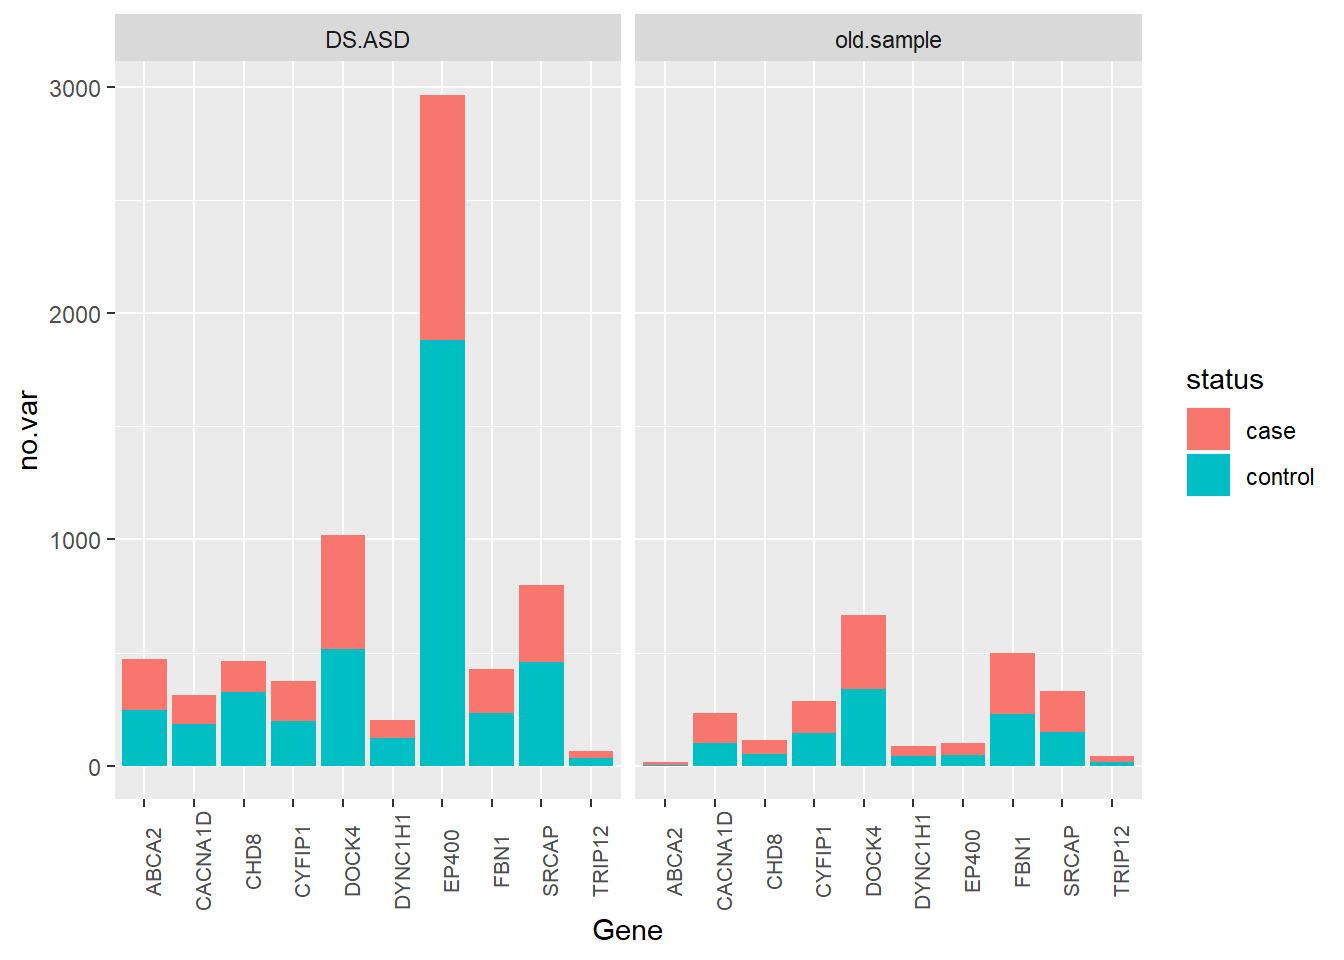 DS.ASD
old.sample
3000
2000
1000
0
no.var
ABCA2
CACNA1D
CHD8
CYFIP1
DOCK4
DYNC1H1
EP400
FBN1
SRCAP
TRIP12
ABCA2
CACNA1D
CHD8
CYFIP1
DOCK4
DYNC1H1
EP400
FBN1
SRCAP
TRIP12
Gene
status
case
control